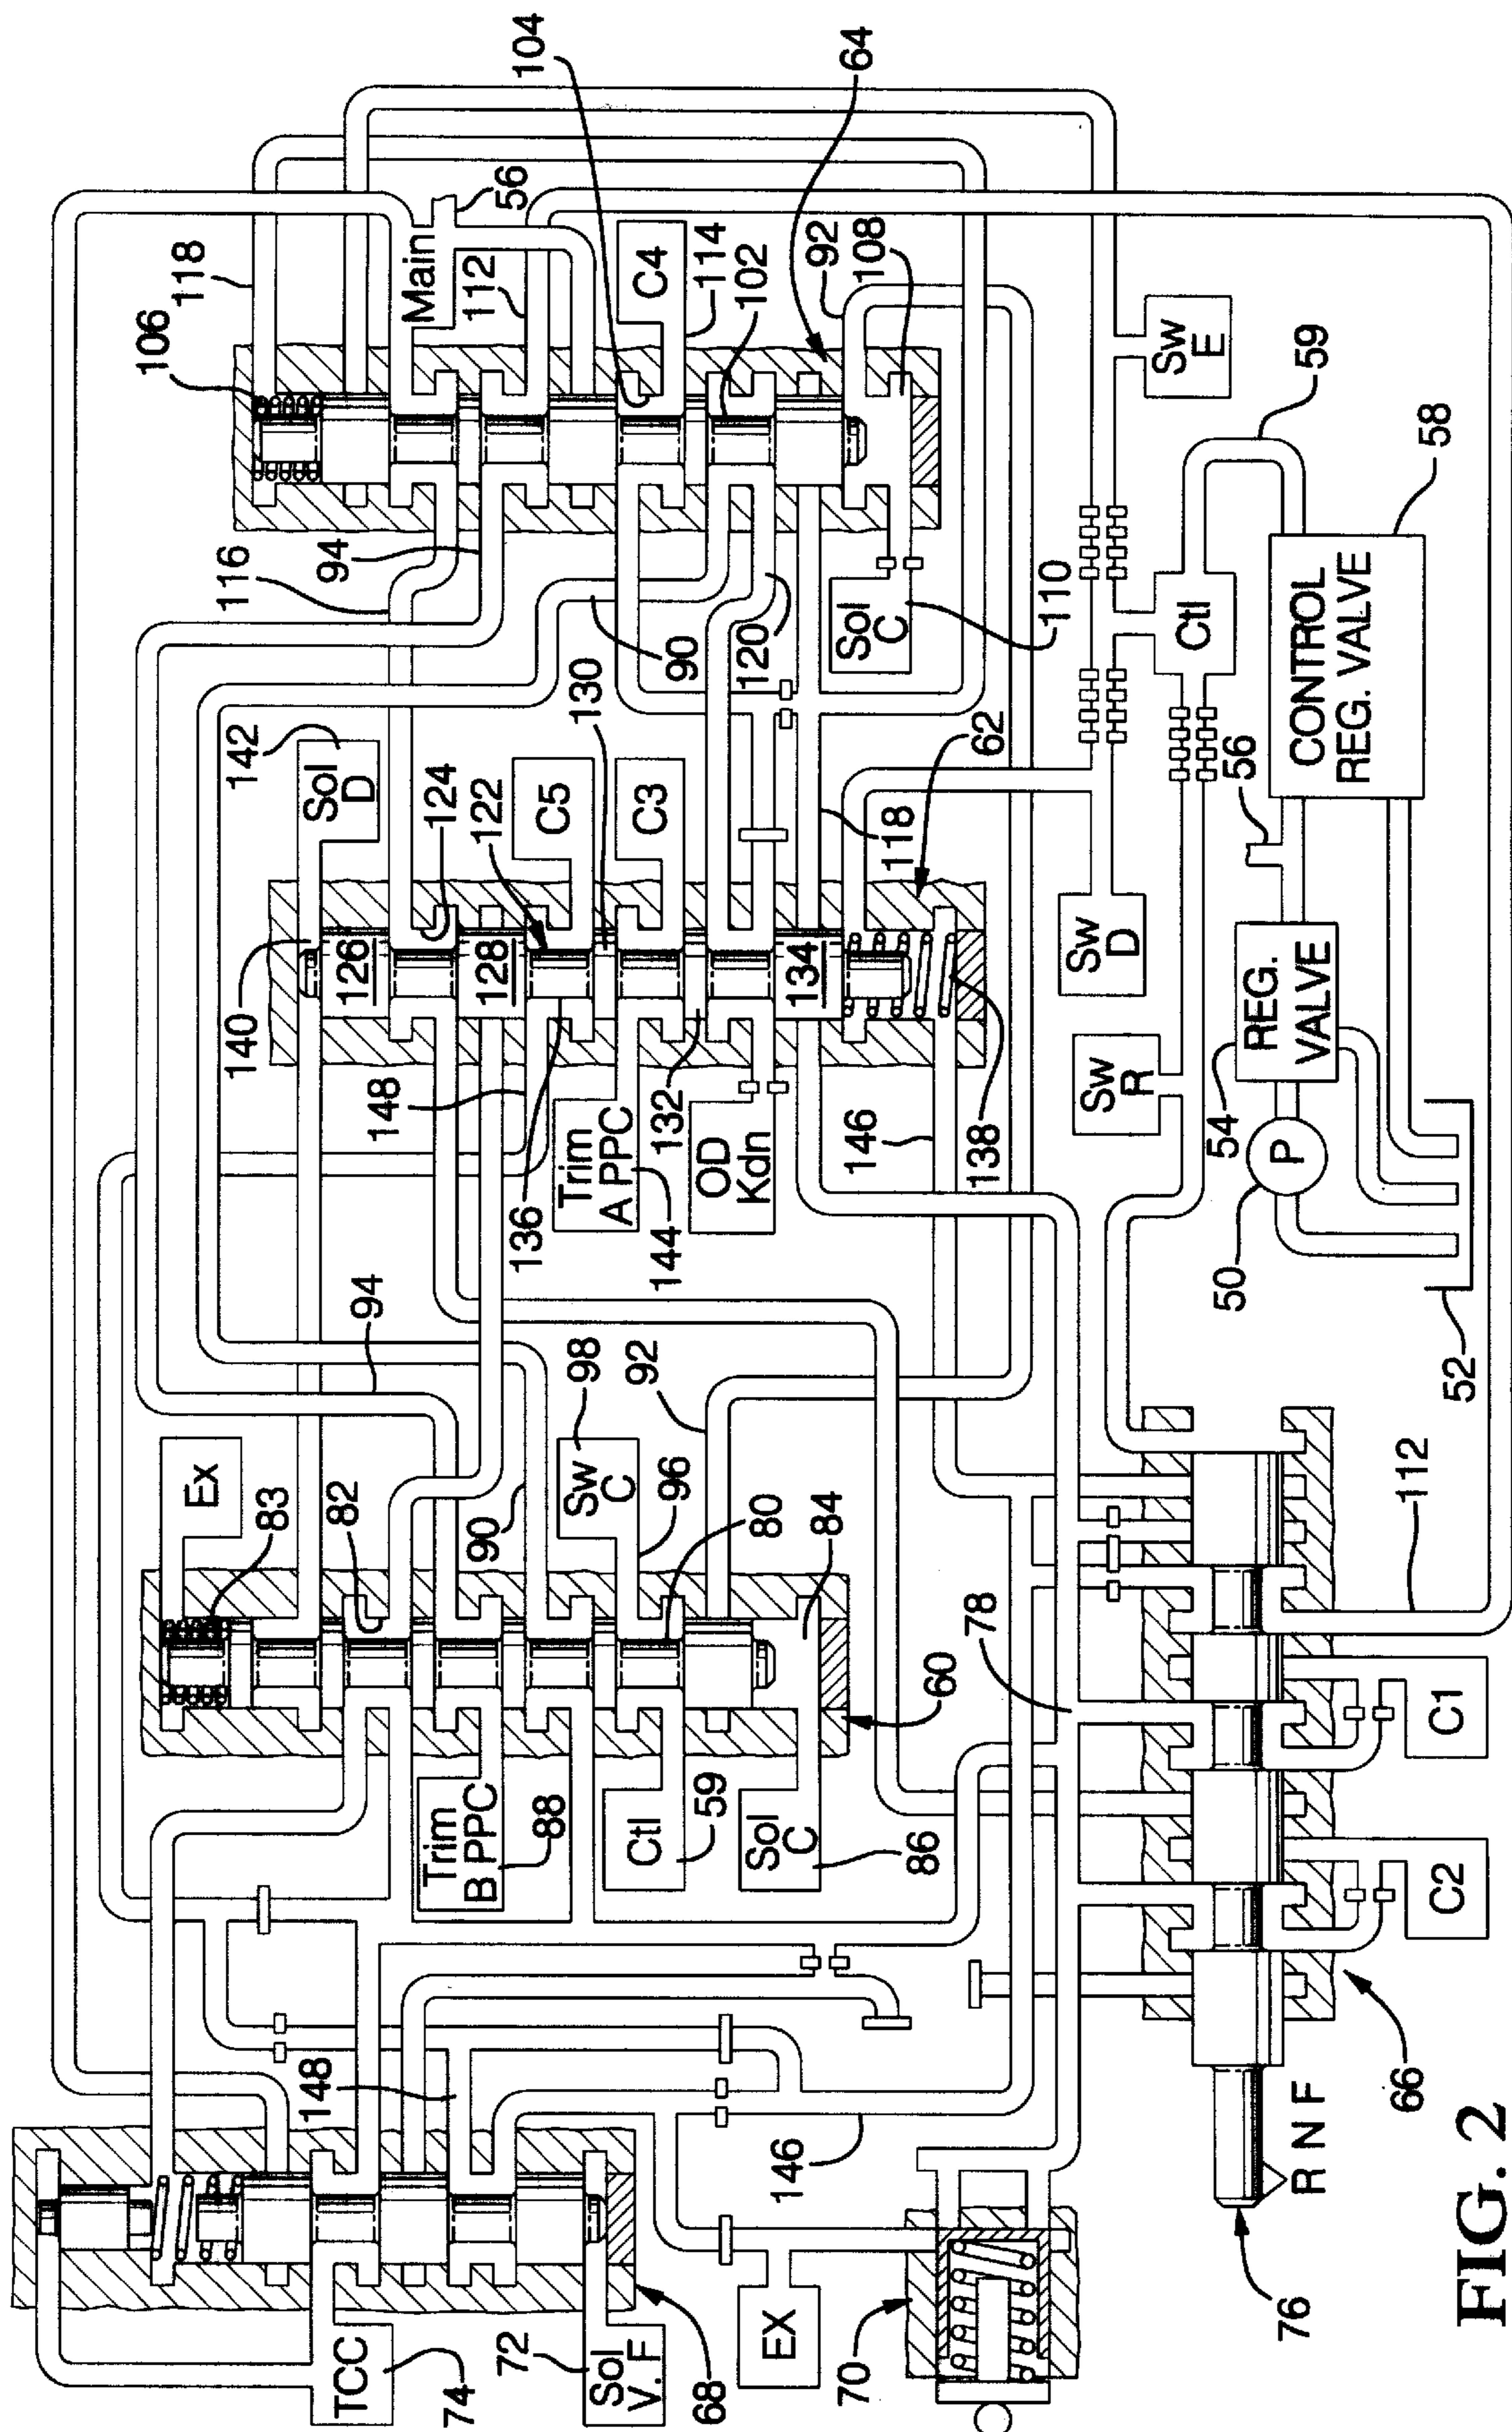 104
64
118
106
Main
56
112
C4
114
102
92
108
116
94
90
120
Sol
C
110
Sw
E
59
58
CONTROL
REG. VALVE
Ctl
56
142
Sol
D
124
122
130
C5
C3
118
62
Sw
D
140
126
128
134
REG.
VALVE
54
148
136
Trim
A PPC
144
132
OD
Kdn
146
138
Sw
R
P
50
52
94
Ex
83
82
90
Sw
C
98
96
92
80
84
60
112
78
Trim
B PPC
88
Ctl
59
Sol
C
86
C1
C2
66
148
146
TCC
74
72
Sol
V. F
68
EX
70
R N F
76
FIG. 2